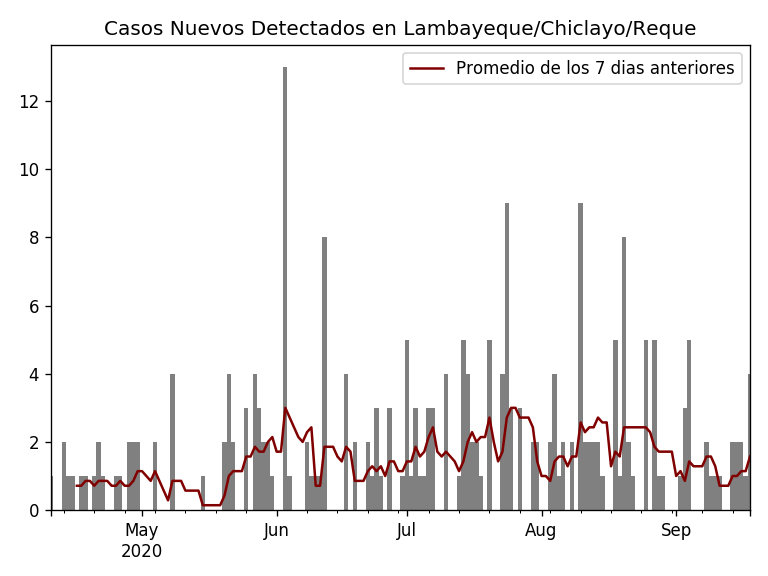 Casos Nuevos Detectados en Lambayeque/Chiclayo/Reque
Promedio de los 7 dias anteriores
12
10
8
6
4
2
0
May
2020
Jun
Jul
Aug
Sep